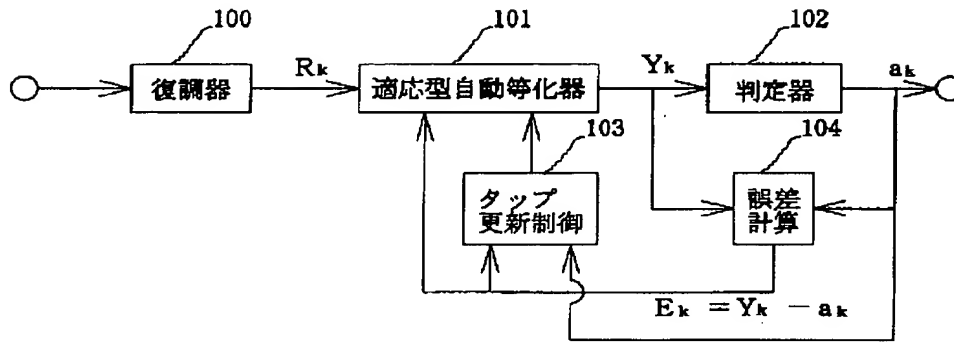 100
101
102
復調器
Rk
適応型自動等化器
Yk
判定器
ak
103
104
タップ
更新制御
誤差
計算
Ek = Yk - ak